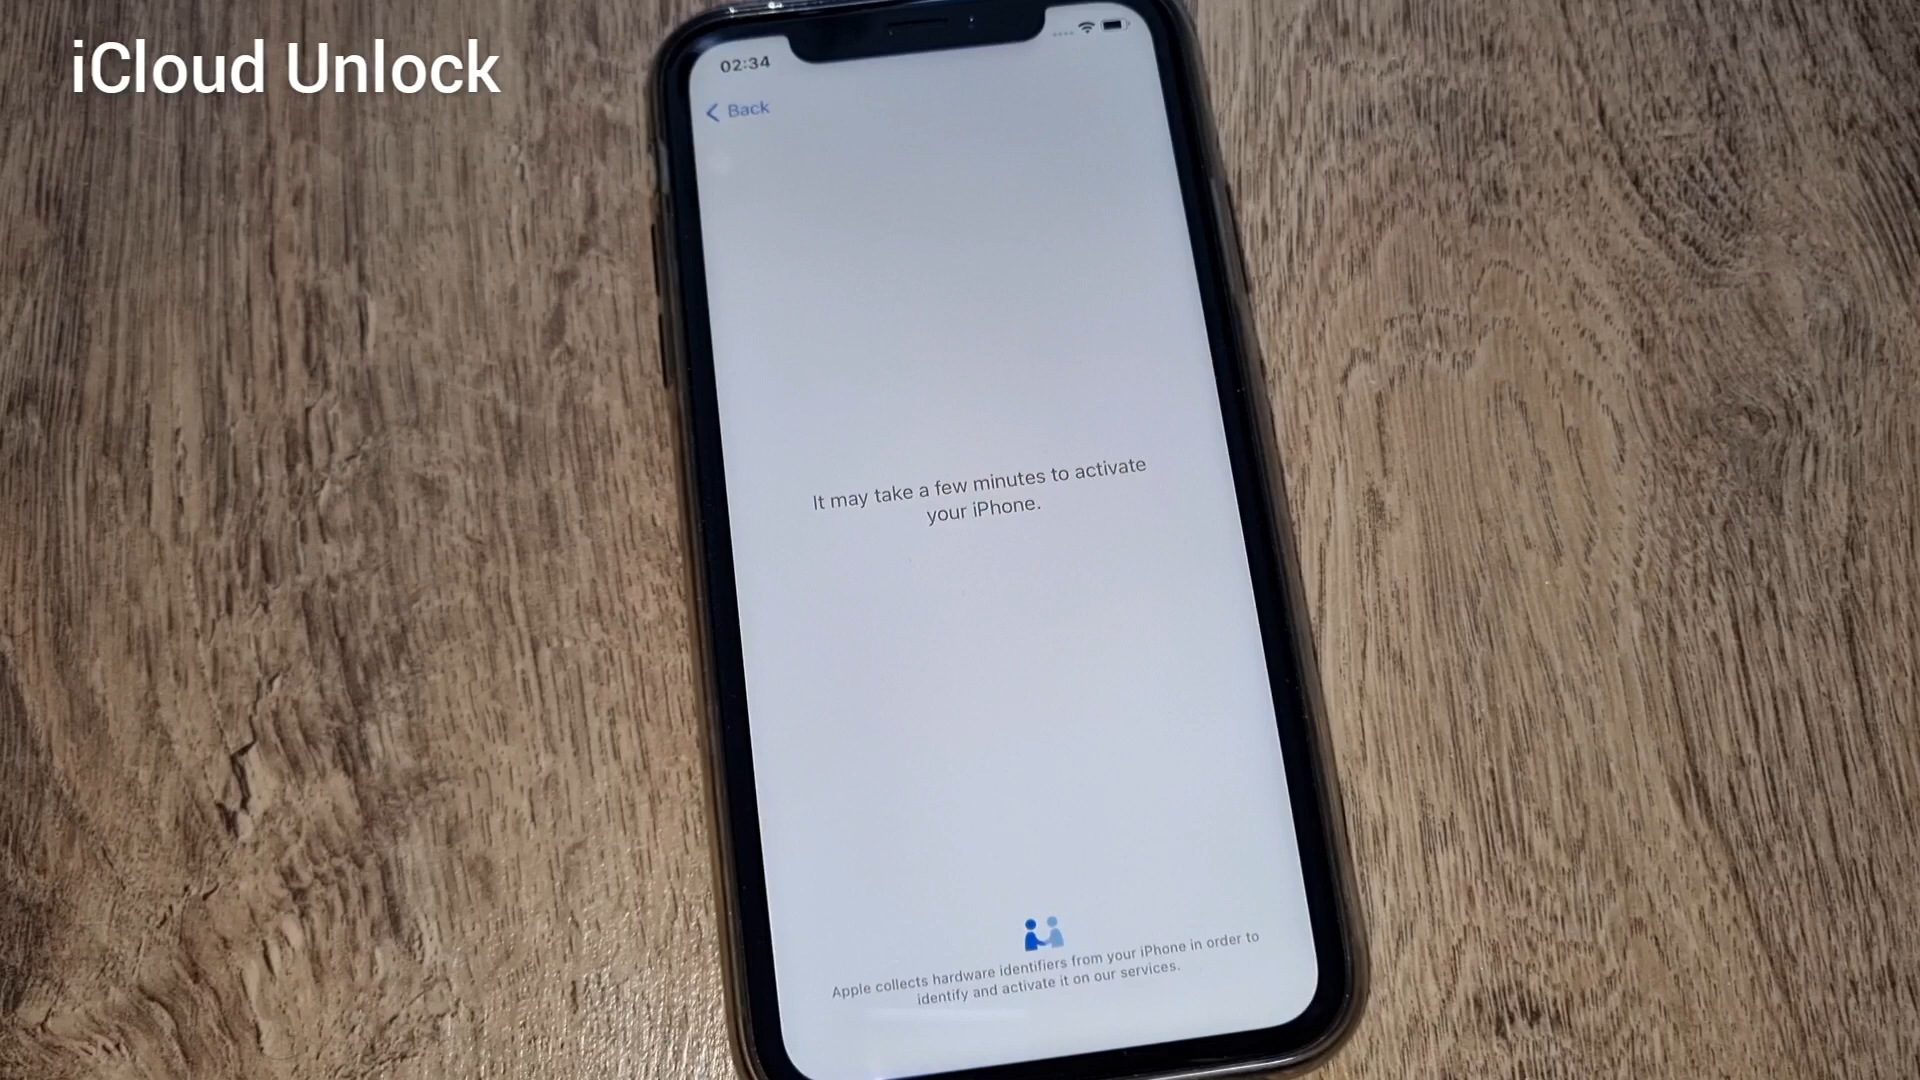 iCloud Unlock
02:34
Back
It may take a few minutes to activate
your iPhone.
Apple collects hardware identifiers from your iPhone in order to
identify and activate it on our services.